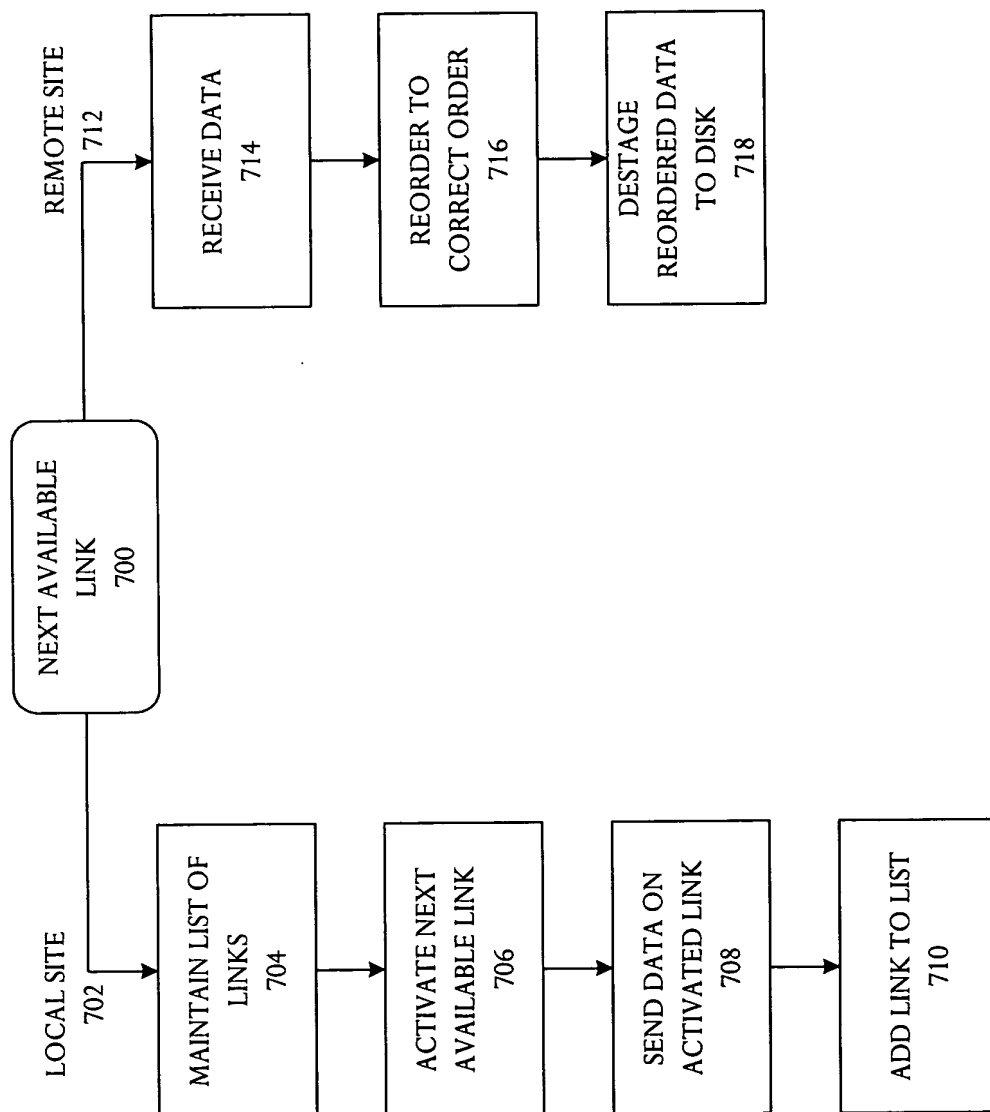 NEXT AVAILABLE
LINK
700
LOCAL SITE
702
MAINTAIN LIST OF
LINKS
704
ACTIVATE NEXT
AVAILABLE LINK
706
SEND DATA ON
ACTIVATED LINK
708
ADD LINK TO LIST
710
REMOTE SITE
712
RECEIVE DATA
714
REORDER TO
CORRECT ORDER
716
DESTAGE
REORDERED DATA
TO DISK
718